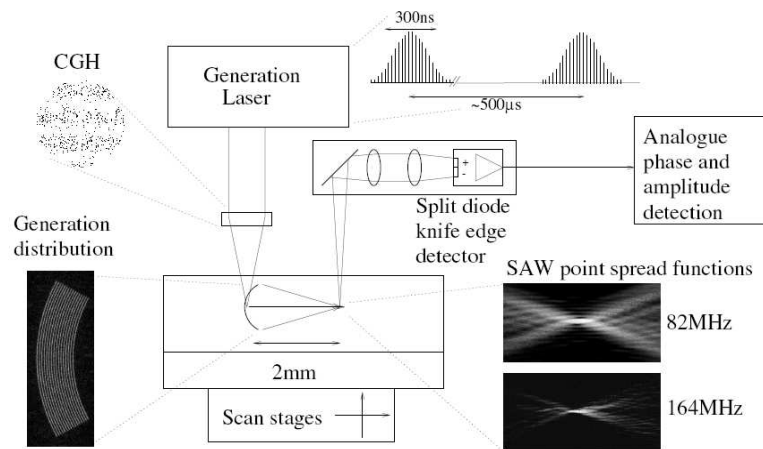 300ns
CGH
Generation
Laser
~500µs
Analogue
phase and
amplitude
detection
+
-
Split diode
knife edge
detector
Generation
distribution
SAW point spread functions
82MHz
2mm
164MHz
Scan stages